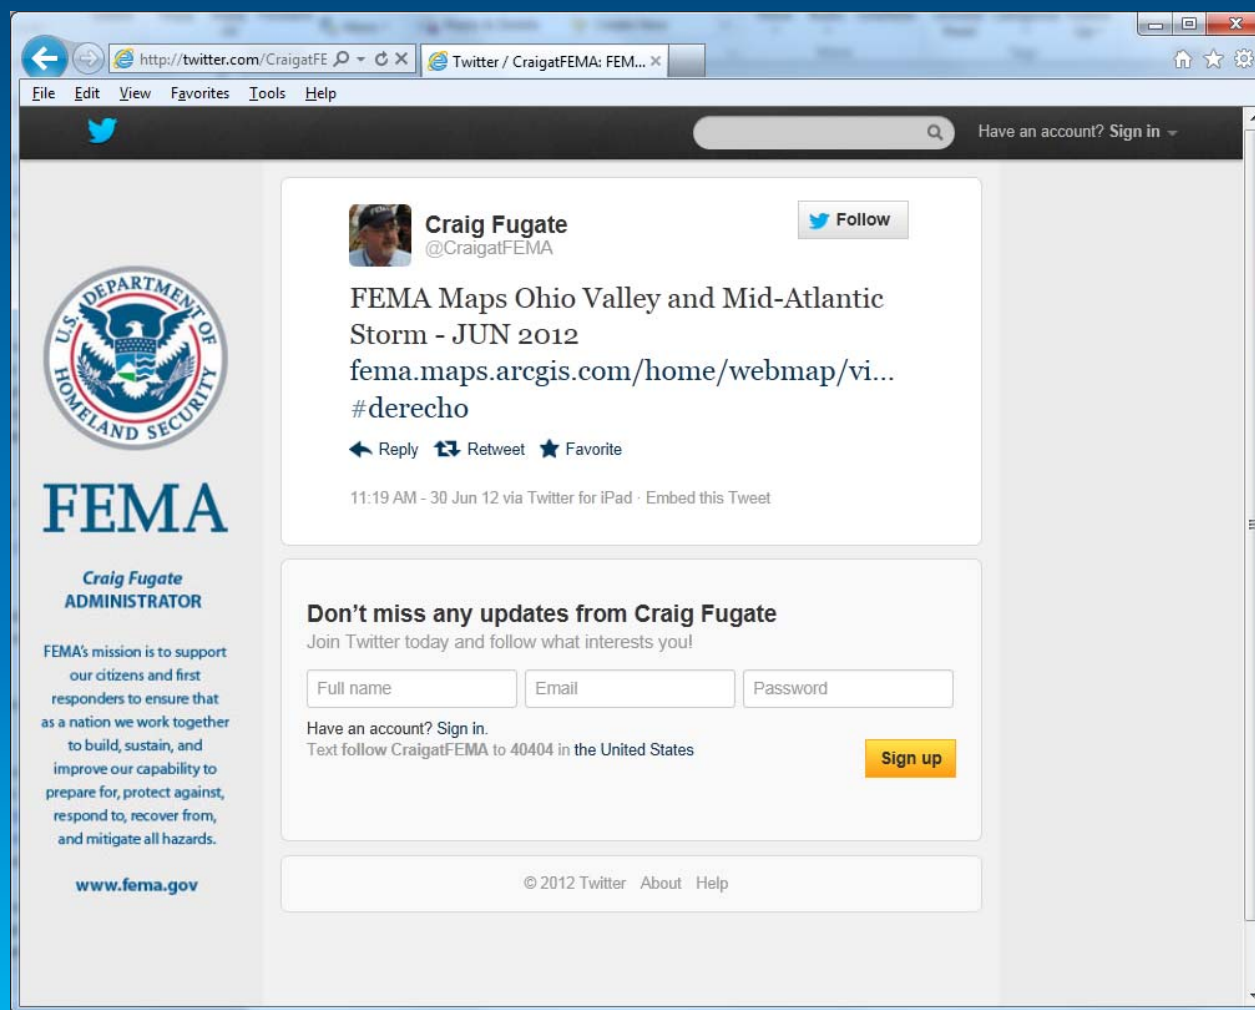 http://twitter.com/CraigatFE
Twitter / CraigatFEMA: FEM...
File Edit View Favorites Tools Help
Have an account? Sign in
Craig Fugate
@CraigatFEMA
Follow
FEMA Maps Ohio Valley and Mid-Atlantic
Storm - JUN 2012
fema.maps.arcgis.com/home/webmap/vi...
#derecho
Reply Retweet Favorite
11:19 AM - 30 Jun 12 via Twitter for iPad · Embed this Tweet
U.S. DEPARTMENT OF
HOMELAND SECURITY
FEMA
Craig Fugate
ADMINISTRATOR
FEMA's mission is to support
our citizens and first
responders to ensure that
as a nation we work together
to build, sustain, and
improve our capability to
prepare for, protect against,
respond to, recover from,
and mitigate all hazards.
www.fema.gov
Don't miss any updates from Craig Fugate
Join Twitter today and follow what interests you!
Full name Email Password
Have an account? Sign in.
Text follow CraigatFEMA to 40404 in the United States
Sign up
© 2012 Twitter About Help